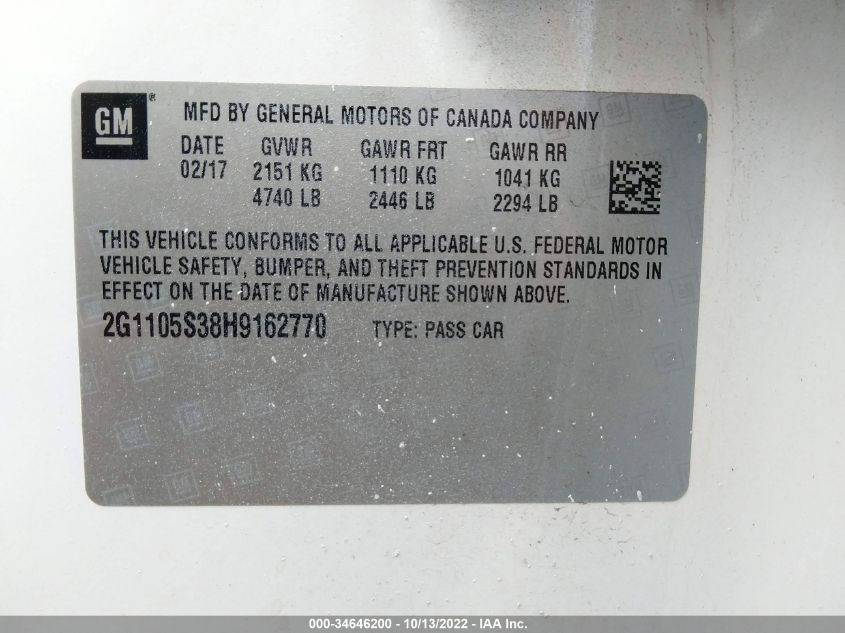 GM ® MFD BY GENERAL MOTORS OF CANADA COMPANY
DATE GVWR GAWR FRT GAWR RR
02/17 2151 KG 1110 KG 1041 KG
4740 LB 2446 LB 2294 LB
THIS VEHICLE CONFORMS TO ALL APPLICABLE U.S. FEDERAL MOTOR
VEHICLE SAFETY, BUMPER, AND THEFT PREVENTION STANDARDS IN
EFFECT ON THE DATE OF MANUFACTURE SHOWN ABOVE.
2G1105S38H9162770 TYPE: PASS CAR
000-34646200 - 10/13/2022 - IAA Inc.